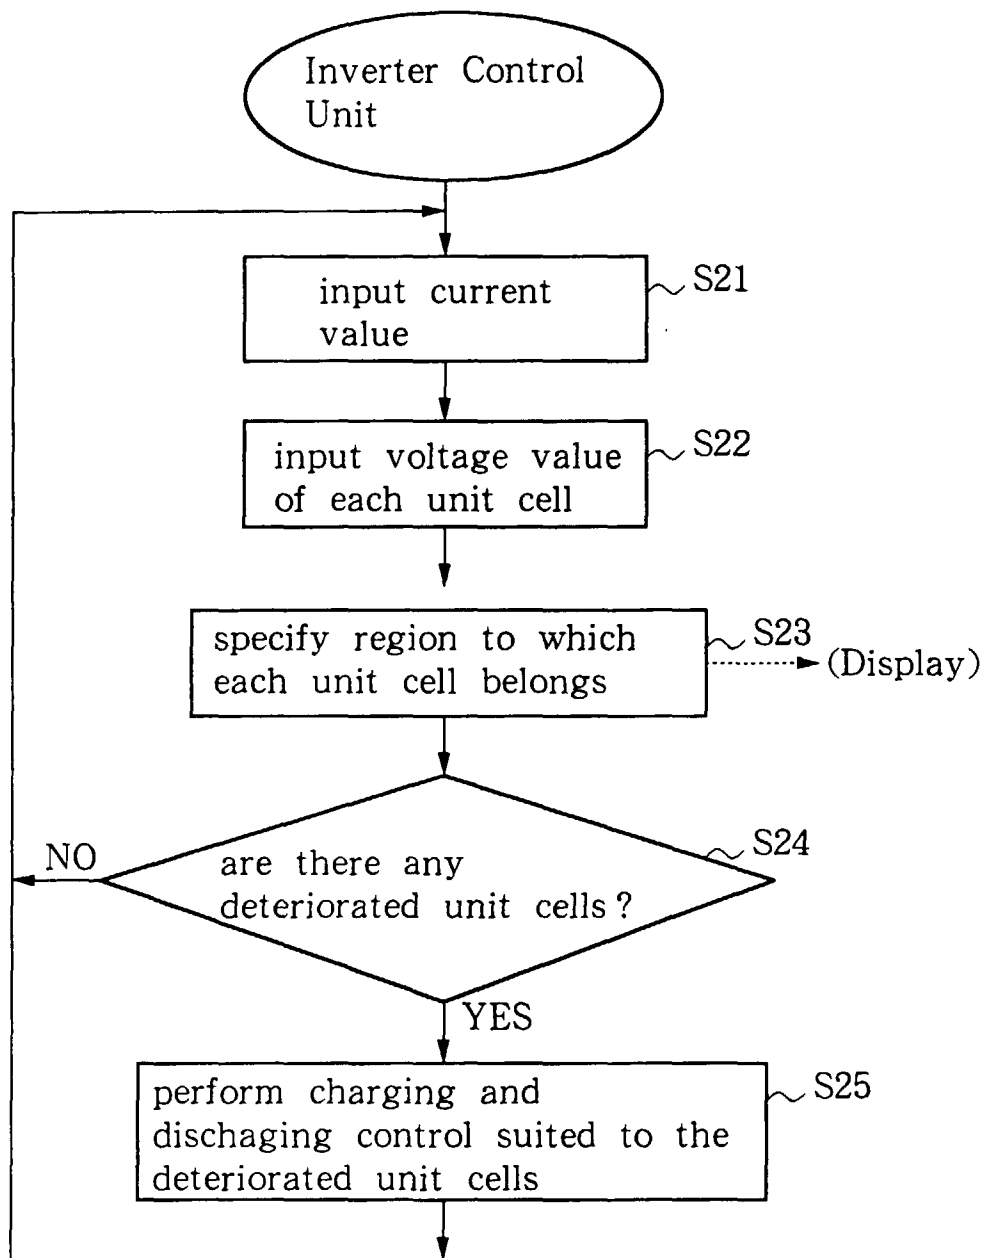 Inverter Control
Unit
input current
value
S21
input voltage value
of each unit cell
S22
specify region to which
each unit cell belongs
S23
(Display)
are there any
deteriorated unit cells?
S24
NO
YES
perform charging and
dischaging control suited to the
deteriorated unit cells
S25